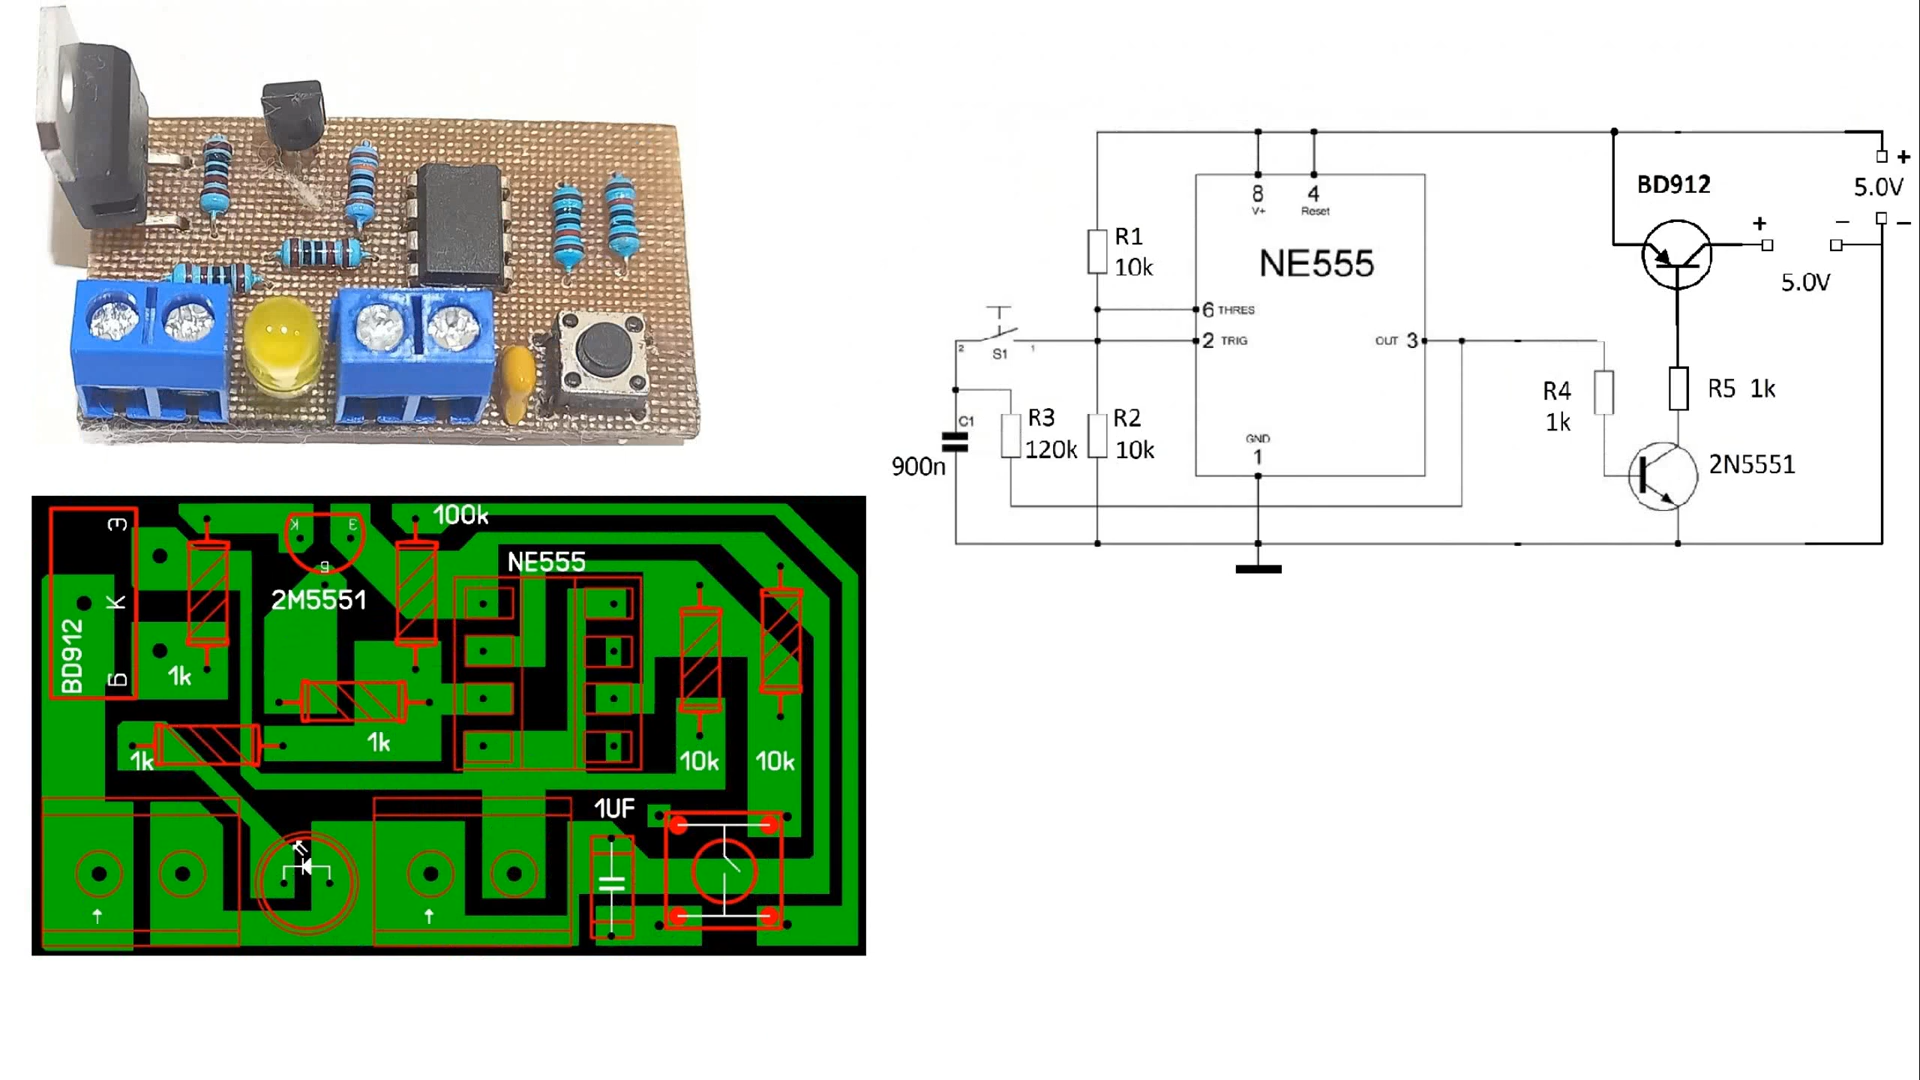 100k
NE555
2M5551
BD912
Э
К
Б
К
Э
Б
1k
1k
1k
10k
10k
1UF
BD912
+
5.0V
−
−
+
5.0V
8
V+
4
Reset
NE555
R1
10k
6 THRES
2 TRIG
OUT 3
2
S1
1
R4
1k
R5 1k
C1
900n
R3
120k
R2
10k
GND
1
2N5551